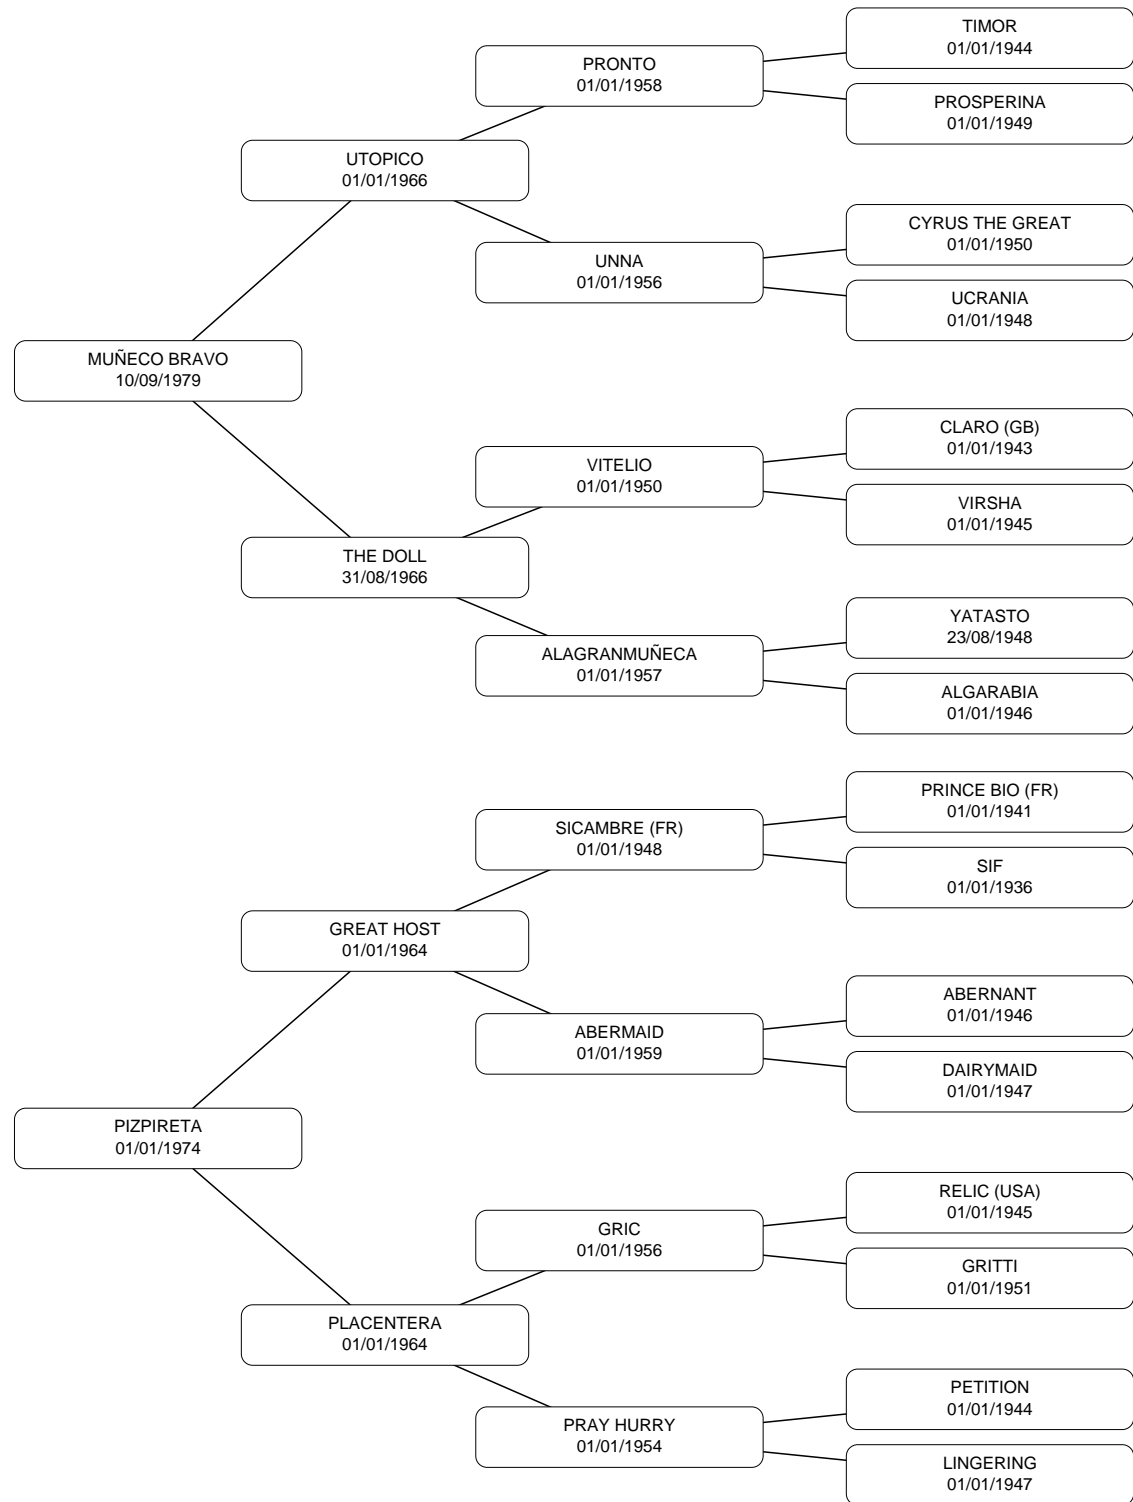 TIMOR
01/01/1944
PRONTO
01/01/1958
PROSPERINA
01/01/1949
UTOPICO
01/01/1966
CYRUS THE GREAT
01/01/1950
UNNA
01/01/1956
UCRANIA
01/01/1948
MUÑECO BRAVO
10/09/1979
CLARO (GB)
01/01/1943
VITELIO
01/01/1950
VIRSHA
01/01/1945
THE DOLL
31/08/1966
YATASTO
23/08/1948
ALAGRANMUÑECA
01/01/1957
ALGARABIA
01/01/1946
PRINCE BIO (FR)
01/01/1941
SICAMBRE (FR)
01/01/1948
SIF
01/01/1936
GREAT HOST
01/01/1964
ABERNANT
01/01/1946
ABERMAID
01/01/1959
DAIRYMAID
01/01/1947
PIZPIRETA
01/01/1974
RELIC (USA)
01/01/1945
GRIC
01/01/1956
GRITTI
01/01/1951
PLACENTERA
01/01/1964
PETITION
01/01/1944
PRAY HURRY
01/01/1954
LINGERING
01/01/1947